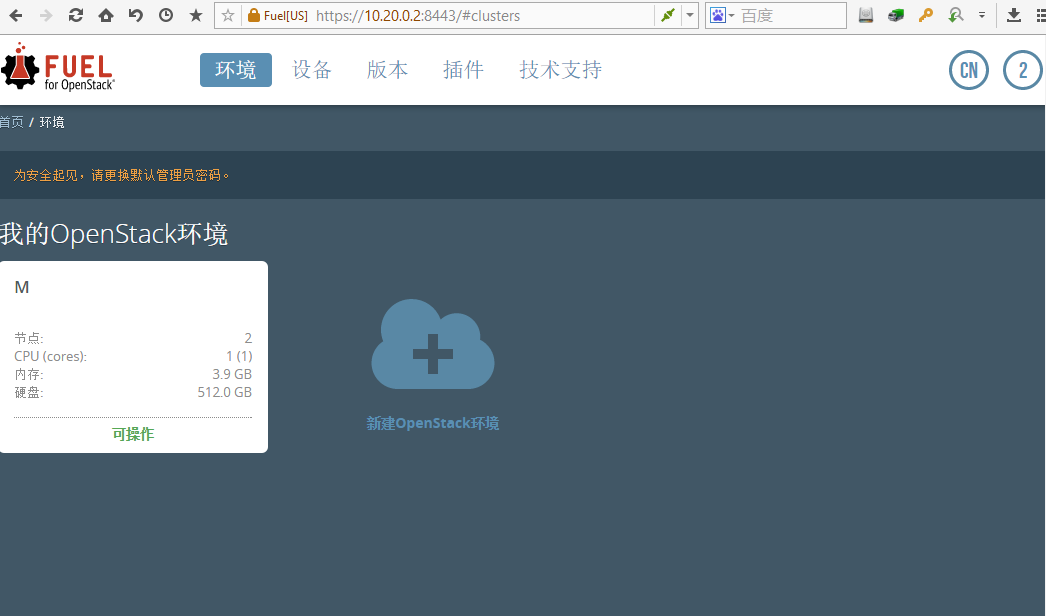 Fuel[US] https://10.20.0.2:8443/#clusters 百度
FUEL
for OpenStack
环境 设备 版本 插件 技术支持 CN 2
首页 / 环境
为安全起见，请更换默认管理员密码。
我的OpenStack环境
M
节点: 2
CPU (cores): 1 (1)
内存: 3.9 GB
硬盘: 512.0 GB
可操作
新建OpenStack环境